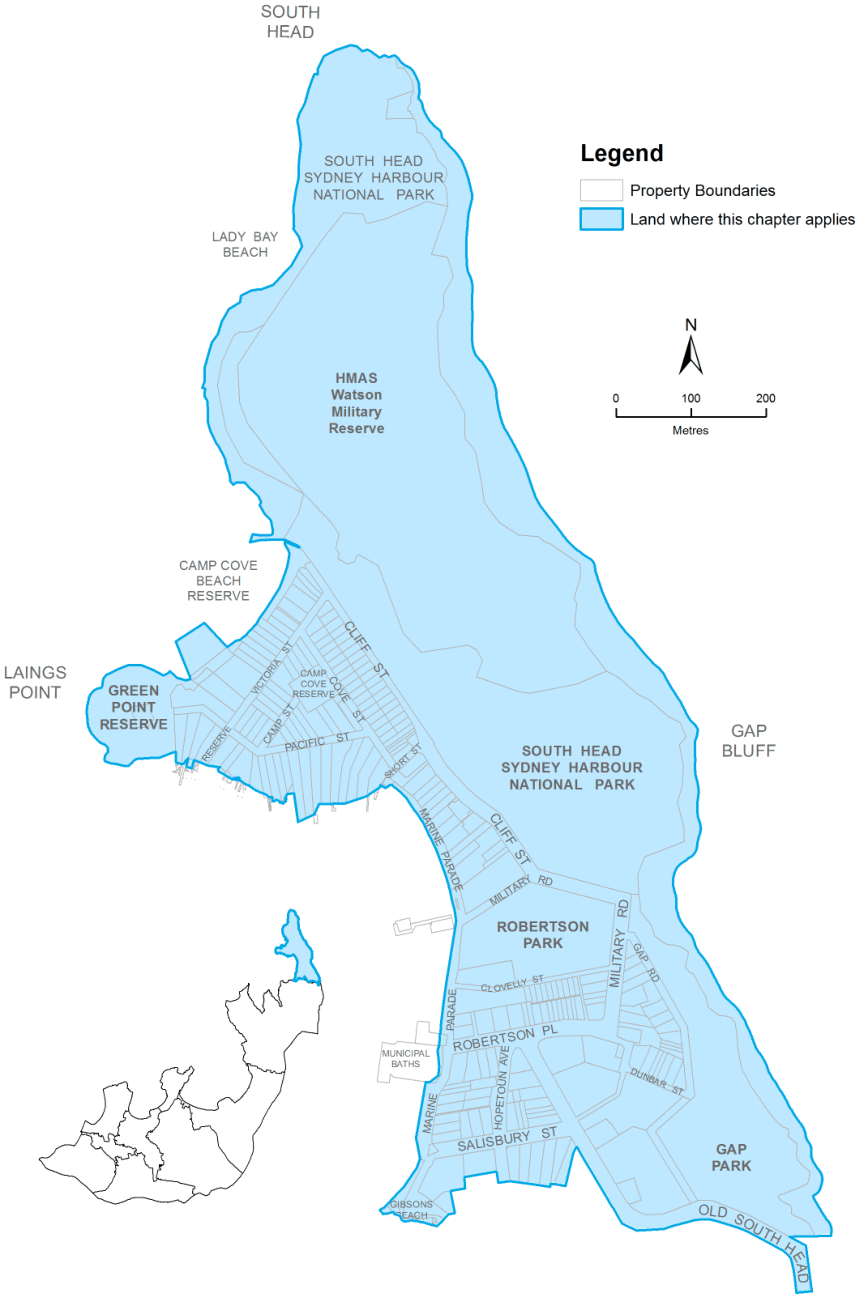 SOUTH
HEAD
Legend
Property Boundaries
Land where this chapter applies
SOUTH HEAD
SYDNEY HARBOUR
NATIONAL PARK
LADY BAY
BEACH
N
0 100 200
Metres
HMAS
Watson
Military
Reserve
CAMP COVE
BEACH
RESERVE
CLIFF ST
VICTORIA ST
CAMP
COVE
RESERVE
COVE ST
CAMP ST
LAINGS
POINT
GREEN
POINT
RESERVE
RESERVE
PACIFIC ST
SHORT ST
GAP
BLUFF
SOUTH HEAD
SYDNEY HARBOUR
NATIONAL PARK
MARINE PARADE
CLIFF ST
MILITARY RD
ROBERTSON
PARK
MILITARY RD
GAP RD
CLOVELLY ST
MARINE PARADE
ROBERTSON PL
MUNICIPAL
BATHS
HOPETOUN AVE
DUNBAR ST
SALISBURY ST
GAP
PARK
GIBSONS
BEACH
OLD SOUTH HEAD